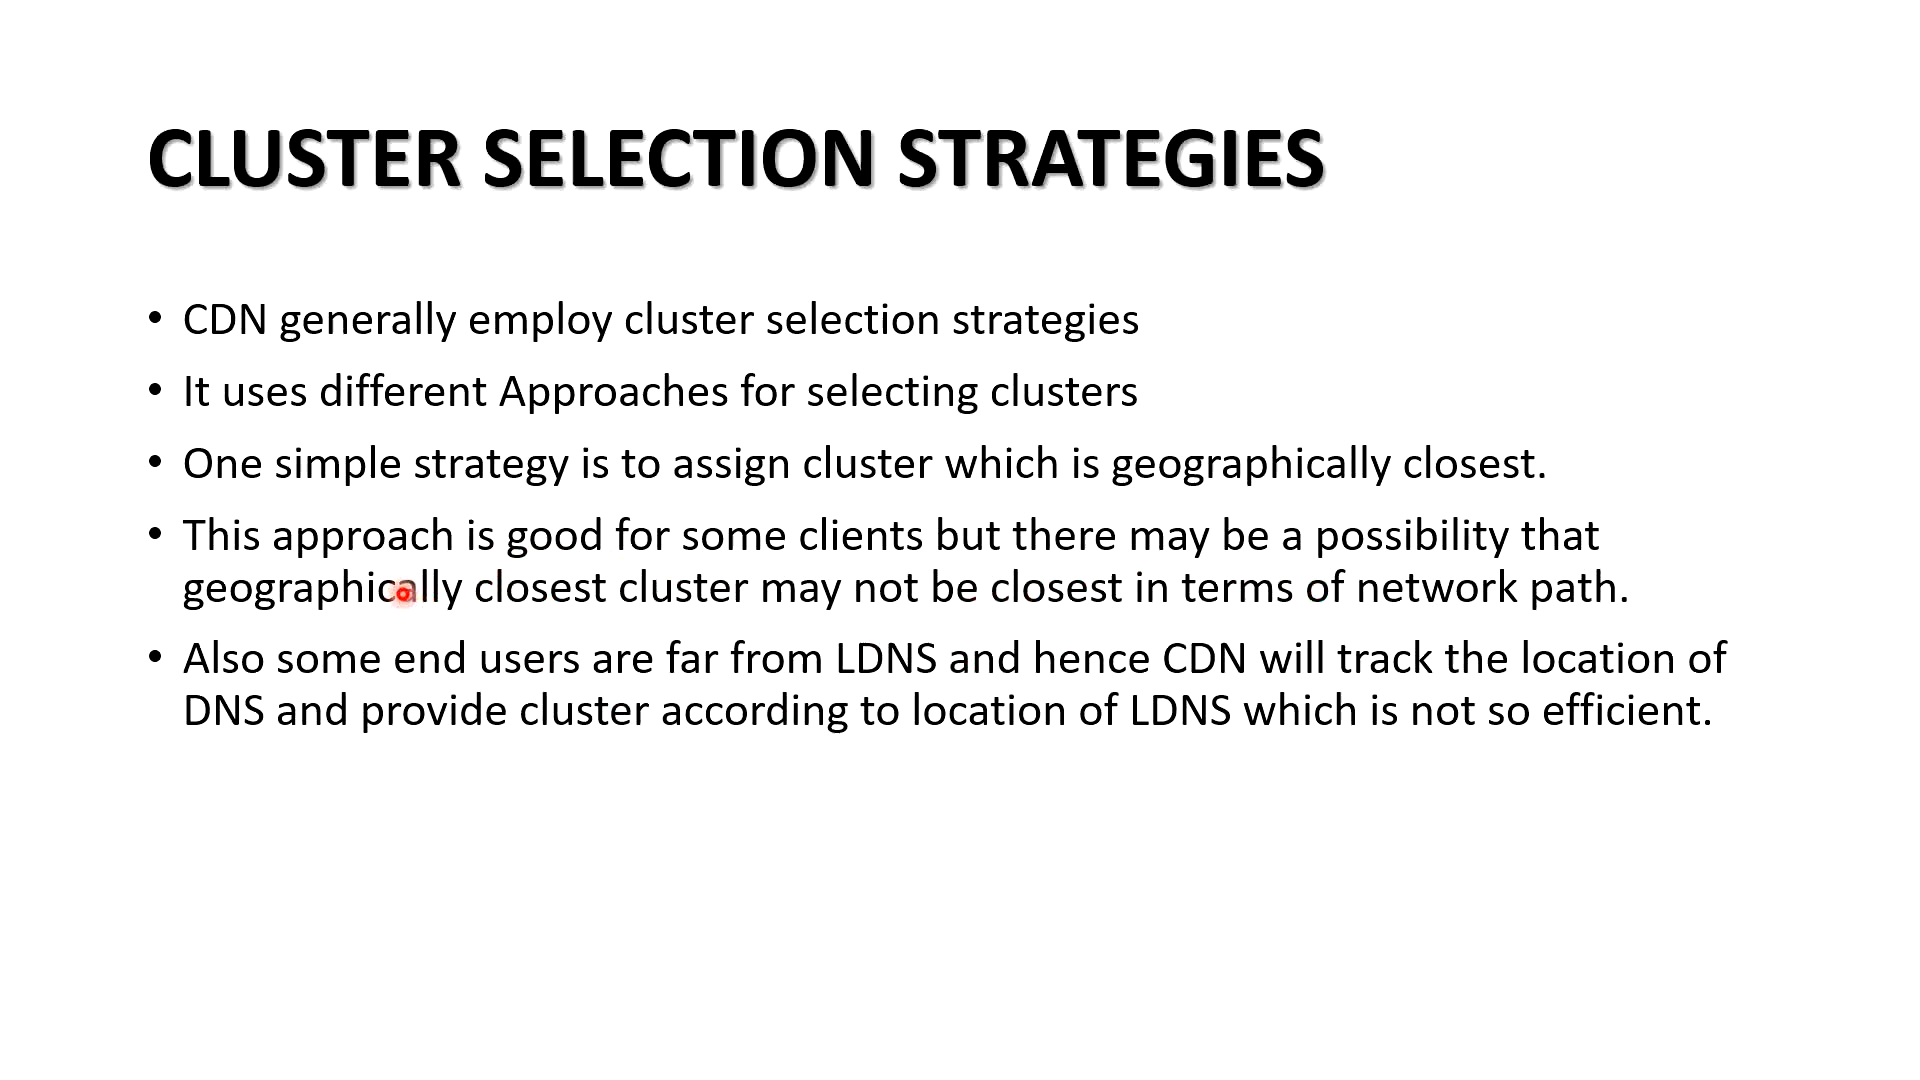 CLUSTER SELECTION STRATEGIES
• CDN generally employ cluster selection strategies
• It uses different Approaches for selecting clusters
• One simple strategy is to assign cluster which is geographically closest.
• This approach is good for some clients but there may be a possibility that
geographically closest cluster may not be closest in terms of network path.
• Also some end users are far from LDNS and hence CDN will track the location of
DNS and provide cluster according to location of LDNS which is not so efficient.